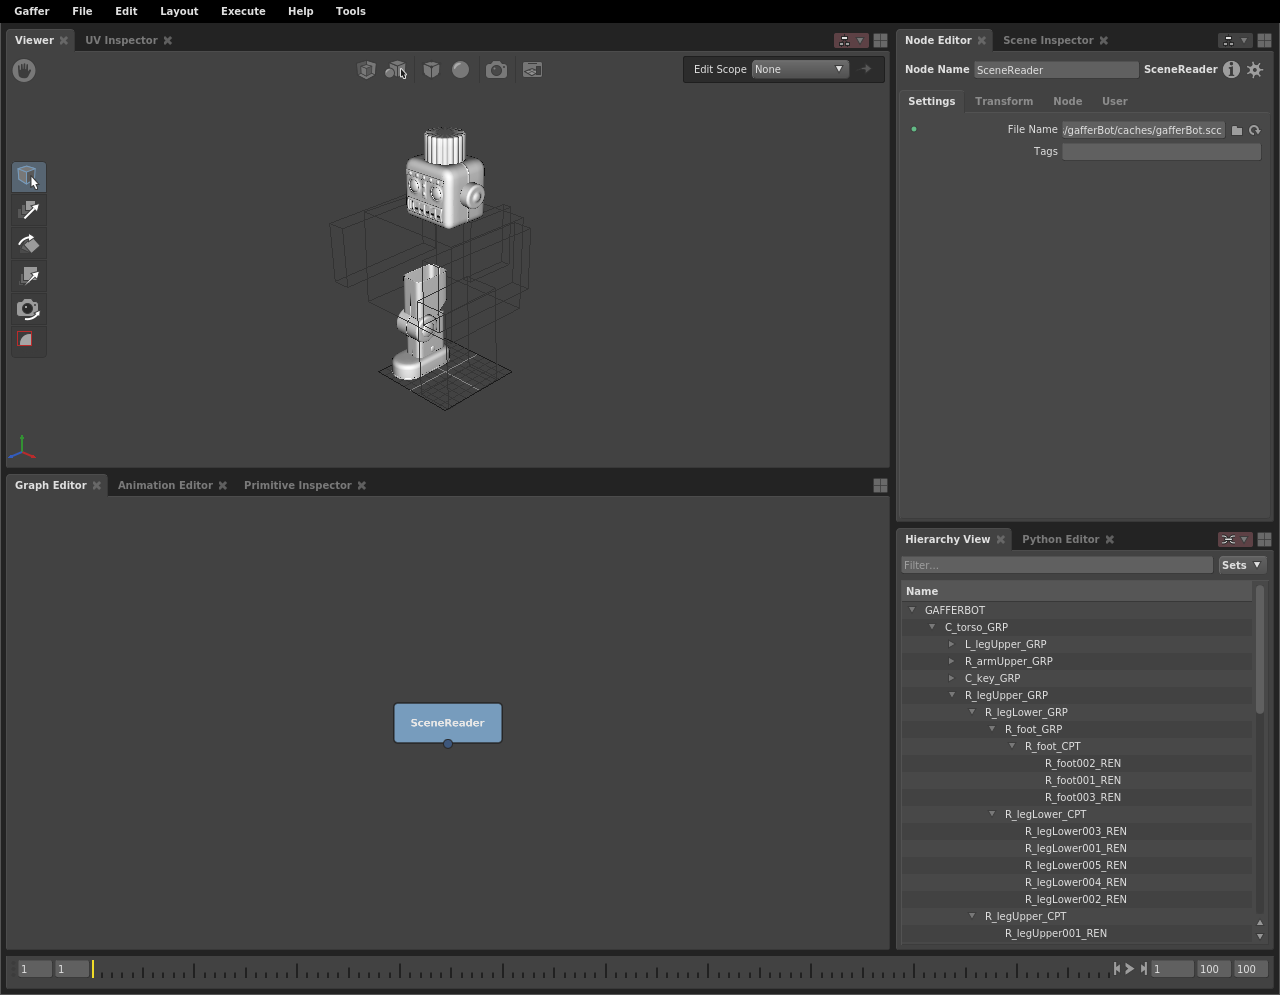 Gaffer File Edit Layout Execute Help Tools
Viewer UV Inspector
Edit Scope None
Node Editor Scene Inspector
Node Name SceneReader SceneReader
Settings Transform Node User
File Name /gafferBot/caches/gafferBot.scc
Tags
Graph Editor Animation Editor Primitive Inspector
SceneReader
Hierarchy View Python Editor
Filter... Sets
Name
GAFFERBOT
C_torso_GRP
L_legUpper_GRP
R_armUpper_GRP
C_key_GRP
R_legUpper_GRP
R_legLower_GRP
R_foot_GRP
R_foot_CPT
R_foot002_REN
R_foot001_REN
R_foot003_REN
R_legLower_CPT
R_legLower003_REN
R_legLower001_REN
R_legLower005_REN
R_legLower004_REN
R_legLower002_REN
R_legUpper_CPT
R_legUpper001_REN
1 1 1 100 100